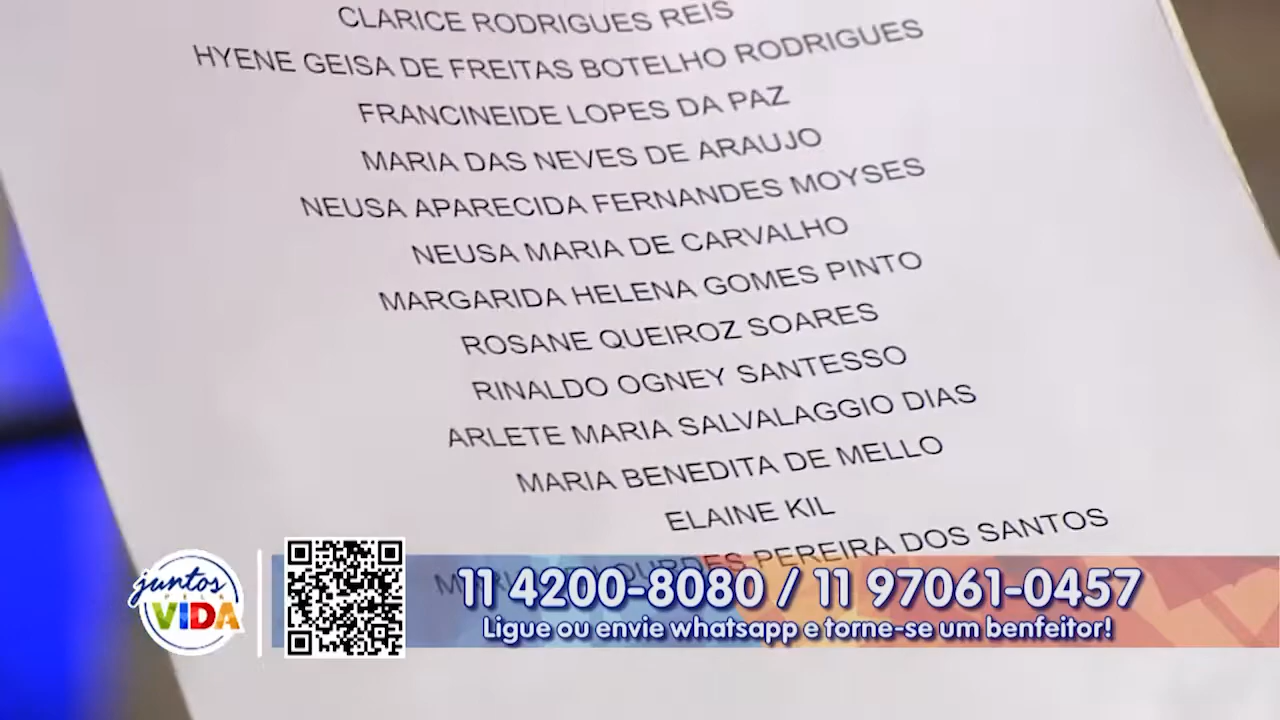 CLARICE RODRIGUES REIS
HYENE GEISA DE FREITAS BOTELHO RODRIGUES
FRANCINEIDE LOPES DA PAZ
MARIA DAS NEVES DE ARAUJO
NEUSA APARECIDA FERNANDES MOYSES
NEUSA MARIA DE CARVALHO
MARGARIDA HELENA GOMES PINTO
ROSANE QUEIROZ SOARES
RINALDO OGNEY SANTESSO
ARLETE MARIA SALVALAGGIO DIAS
MARIA BENEDITA DE MELLO
ELAINE KIL
LOURDES PEREIRA DOS SANTOS
juntos
PELA
VIDA
11 4200-8080 / 11 97061-0457
Ligue ou envie whatsapp e torne-se um benfeitor!